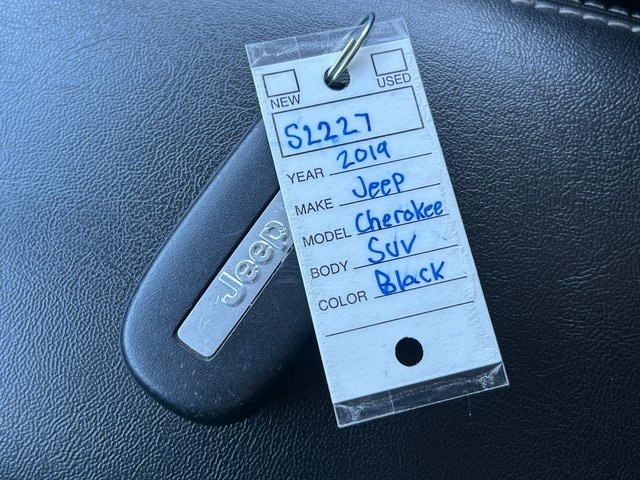 NEW USED
S2227
YEAR 2019
MAKE Jeep
MODEL Cherokee
BODY SUV
COLOR Black
Jeep